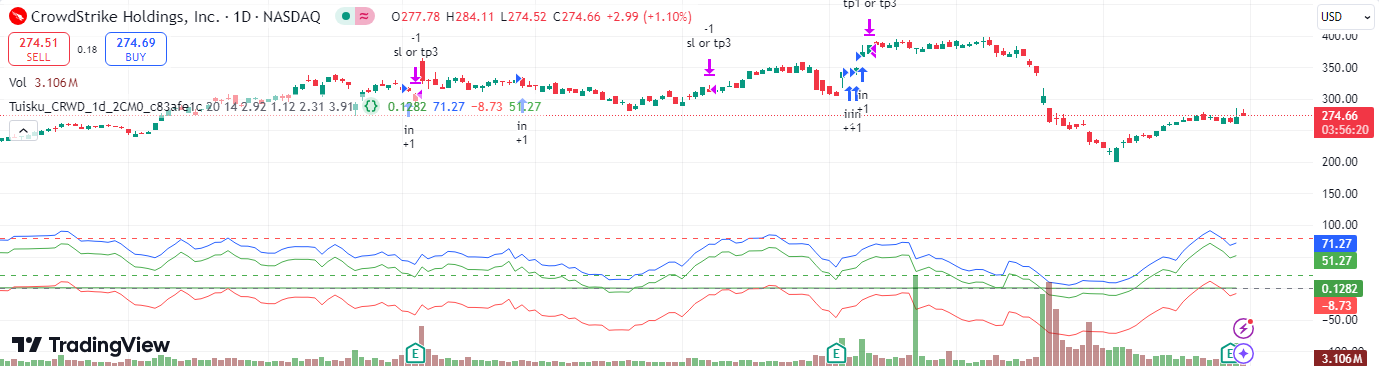 CrowdStrike Holdings, Inc. · 1D · NASDAQ O277.78 H284.11 L274.52 C274.66 +2.99 (+1.10%)
tp1 or tp3
USD
274.51 SELL
0.18
274.69 BUY
-1
sl or tp3
-1
sl or tp3
400.00
Vol 3.106M
350.00
Tuisku_CRWD_1d_2CM0_c83afe1c 20 14 2.92 1.12 2.31 3.91 0.1282 71.27 −8.73 51.27
300.00
in
+1
in
+1
in
+1
274.66
03:56:20
200.00
150.00
100.00
71.27
51.27
0.1282
−8.73
−50.00
E
E
E
TradingView
3.106M